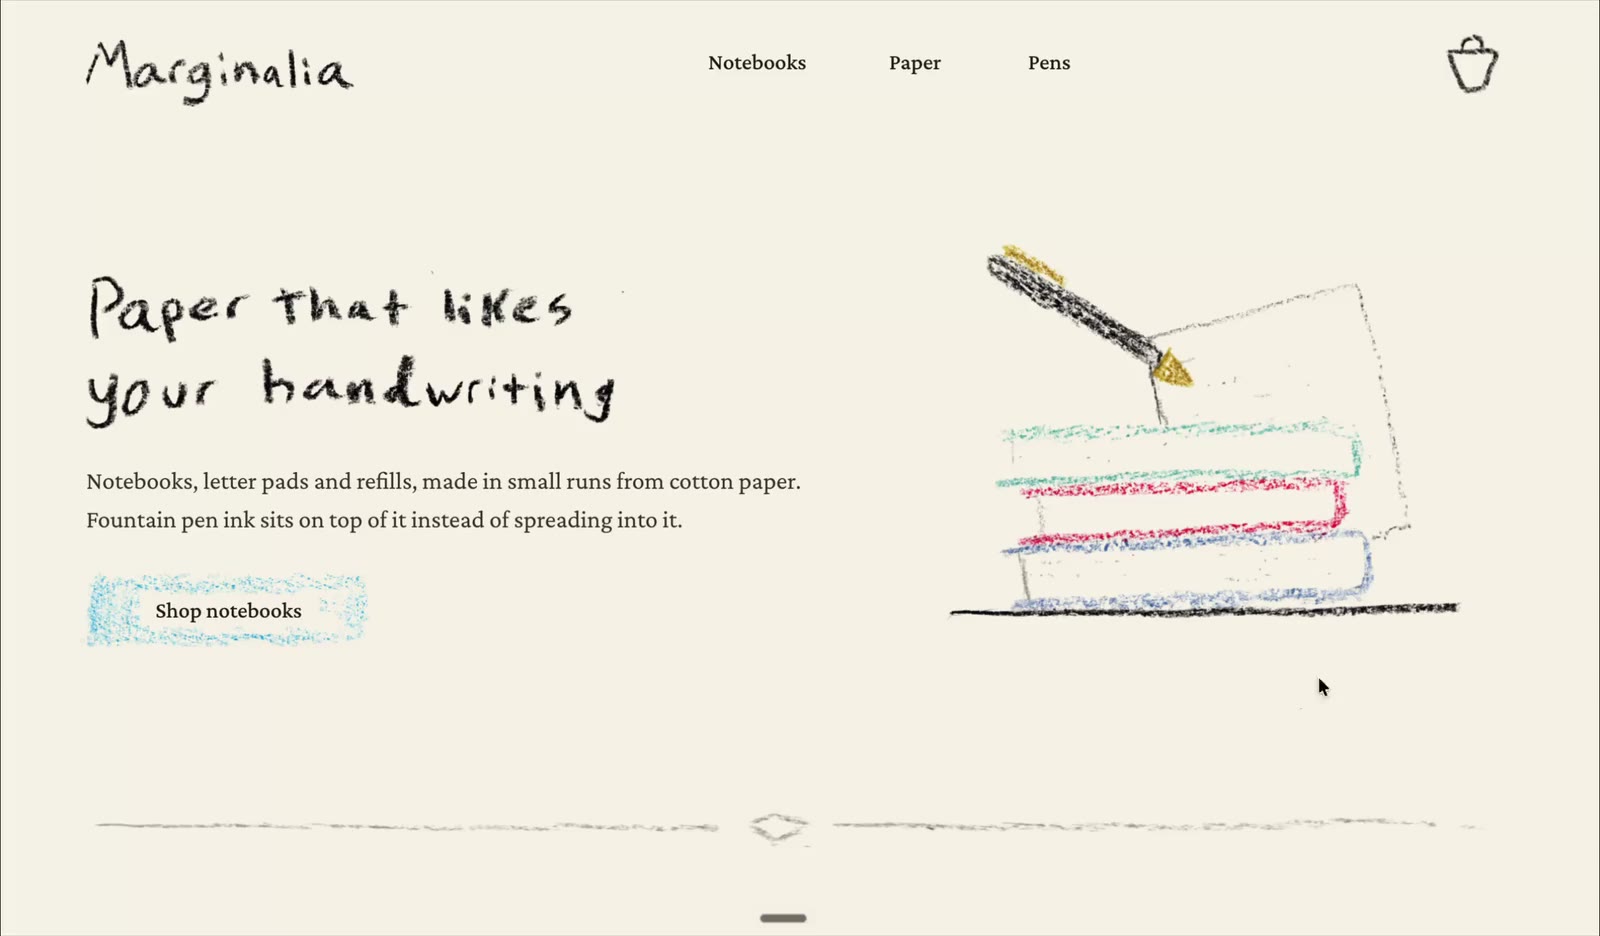 Marginalia
Notebooks
Paper
Pens
Paper that likes
your handwriting
Notebooks, letter pads and refills, made in small runs from cotton paper.
Fountain pen ink sits on top of it instead of spreading into it.
Shop notebooks